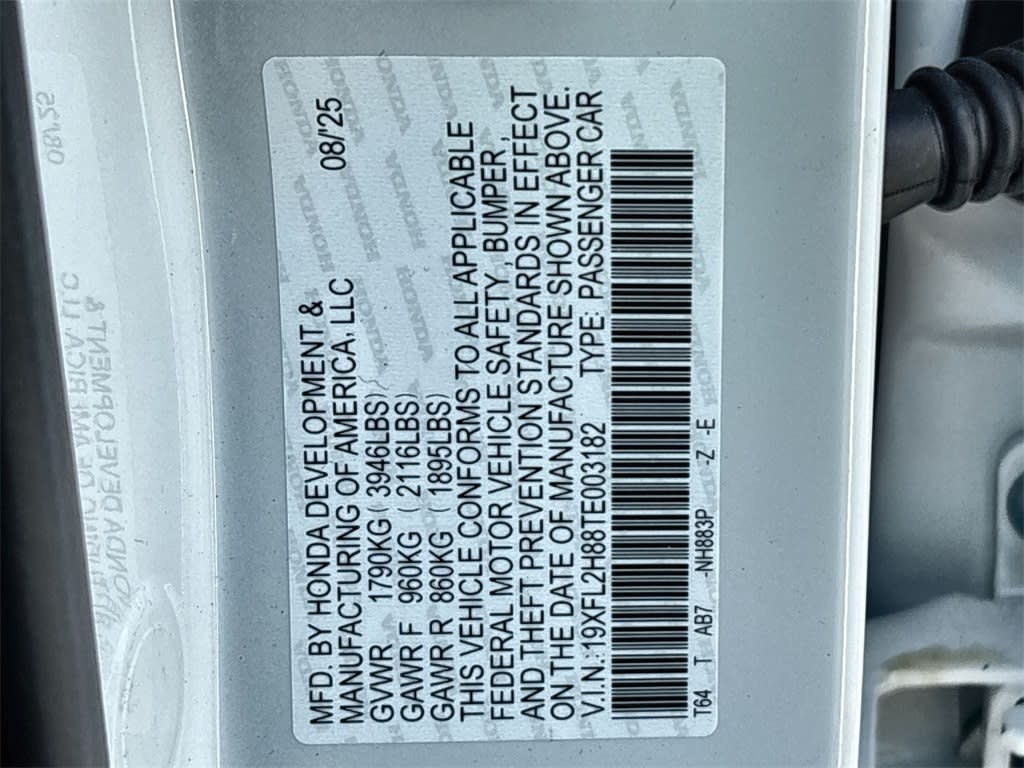 MFD. BY HONDA DEVELOPMENT & 08/'25
MANUFACTURING OF AMERICA, LLC
GVWR 1790KG ( 3946LBS)
GAWR F 960KG ( 2116LBS)
GAWR R 860KG ( 1895LBS)
THIS VEHICLE CONFORMS TO ALL APPLICABLE
FEDERAL MOTOR VEHICLE SAFETY, BUMPER,
AND THEFT PREVENTION STANDARDS IN EFFECT
ON THE DATE OF MANUFACTURE SHOWN ABOVE.
V.I.N.:19XFL2H88TE003182 TYPE: PASSENGER CAR
T64 T AB7 -NH883P -Z -E